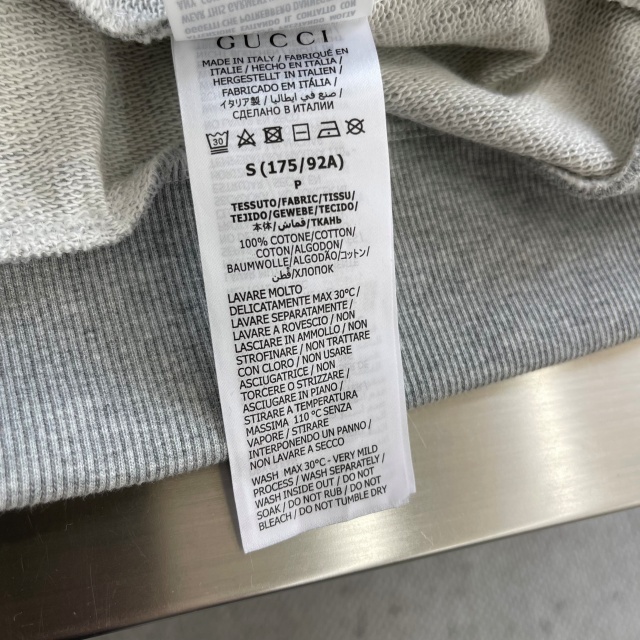 GUCCI
MADE IN ITALY / FABRIQUÉ EN
ITALIE / HECHO EN ITALIA /
HERGESTELLT IN ITALIEN /
FABRICADO EM ITÁLIA /
イタリア製 / صنع في ايطاليا /
СДЕЛАНО В ИТАЛИИ
30
S (175/92A)
P
TESSUTO/FABRIC/TISSU/
TEJIDO/GEWEBE/TECIDO/
本体/قماش/ТКАНЬ
100% COTONE/COTTON/
COTON/ALGODON/
BAUMWOLLE/ALGODÃO/コットン/
قطن/ХЛОПОК
LAVARE MOLTO
DELICATAMENTE MAX 30°C /
LAVARE SEPARATAMENTE /
LAVARE A ROVESCIO / NON
LASCIARE IN AMMOLLO / NON
STROFINARE / NON TRATTARE
CON CLORO / NON USARE
ASCIUGATRICE / NON
TORCERE O STRIZZARE /
ASCIUGARE IN PIANO /
STIRARE A TEMPERATURA
MASSIMA 110 °C SENZA
VAPORE / STIRARE
INTERPONENDO UN PANNO /
NON LAVARE A SECCO
WASH MAX 30°C - VERY MILD
PROCESS / WASH SEPARATELY /
WASH INSIDE OUT / DO NOT
SOAK / DO NOT RUB / DO NOT
BLEACH / DO NOT TUMBLE DRY